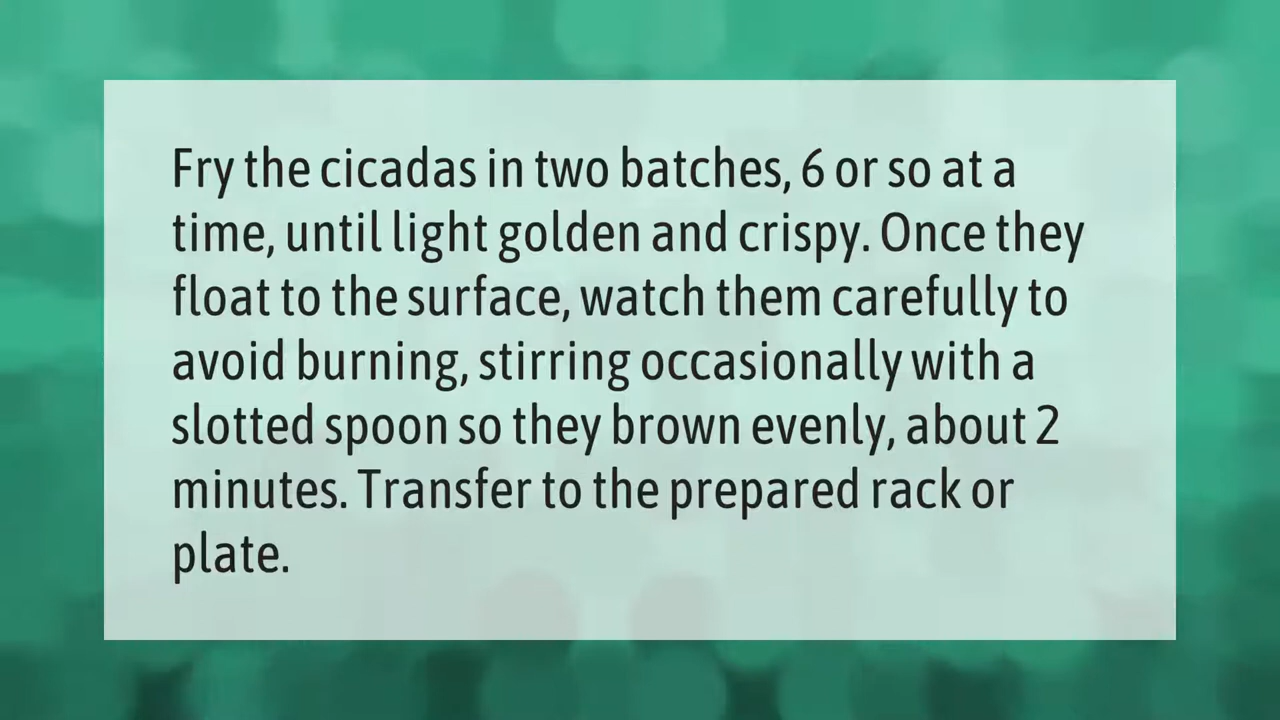 Fry the cicadas in two batches, 6 or so at a
time, until light golden and crispy. Once they
float to the surface, watch them carefully to
avoid burning, stirring occasionally with a
slotted spoon so they brown evenly, about 2
minutes. Transfer to the prepared rack or
plate.